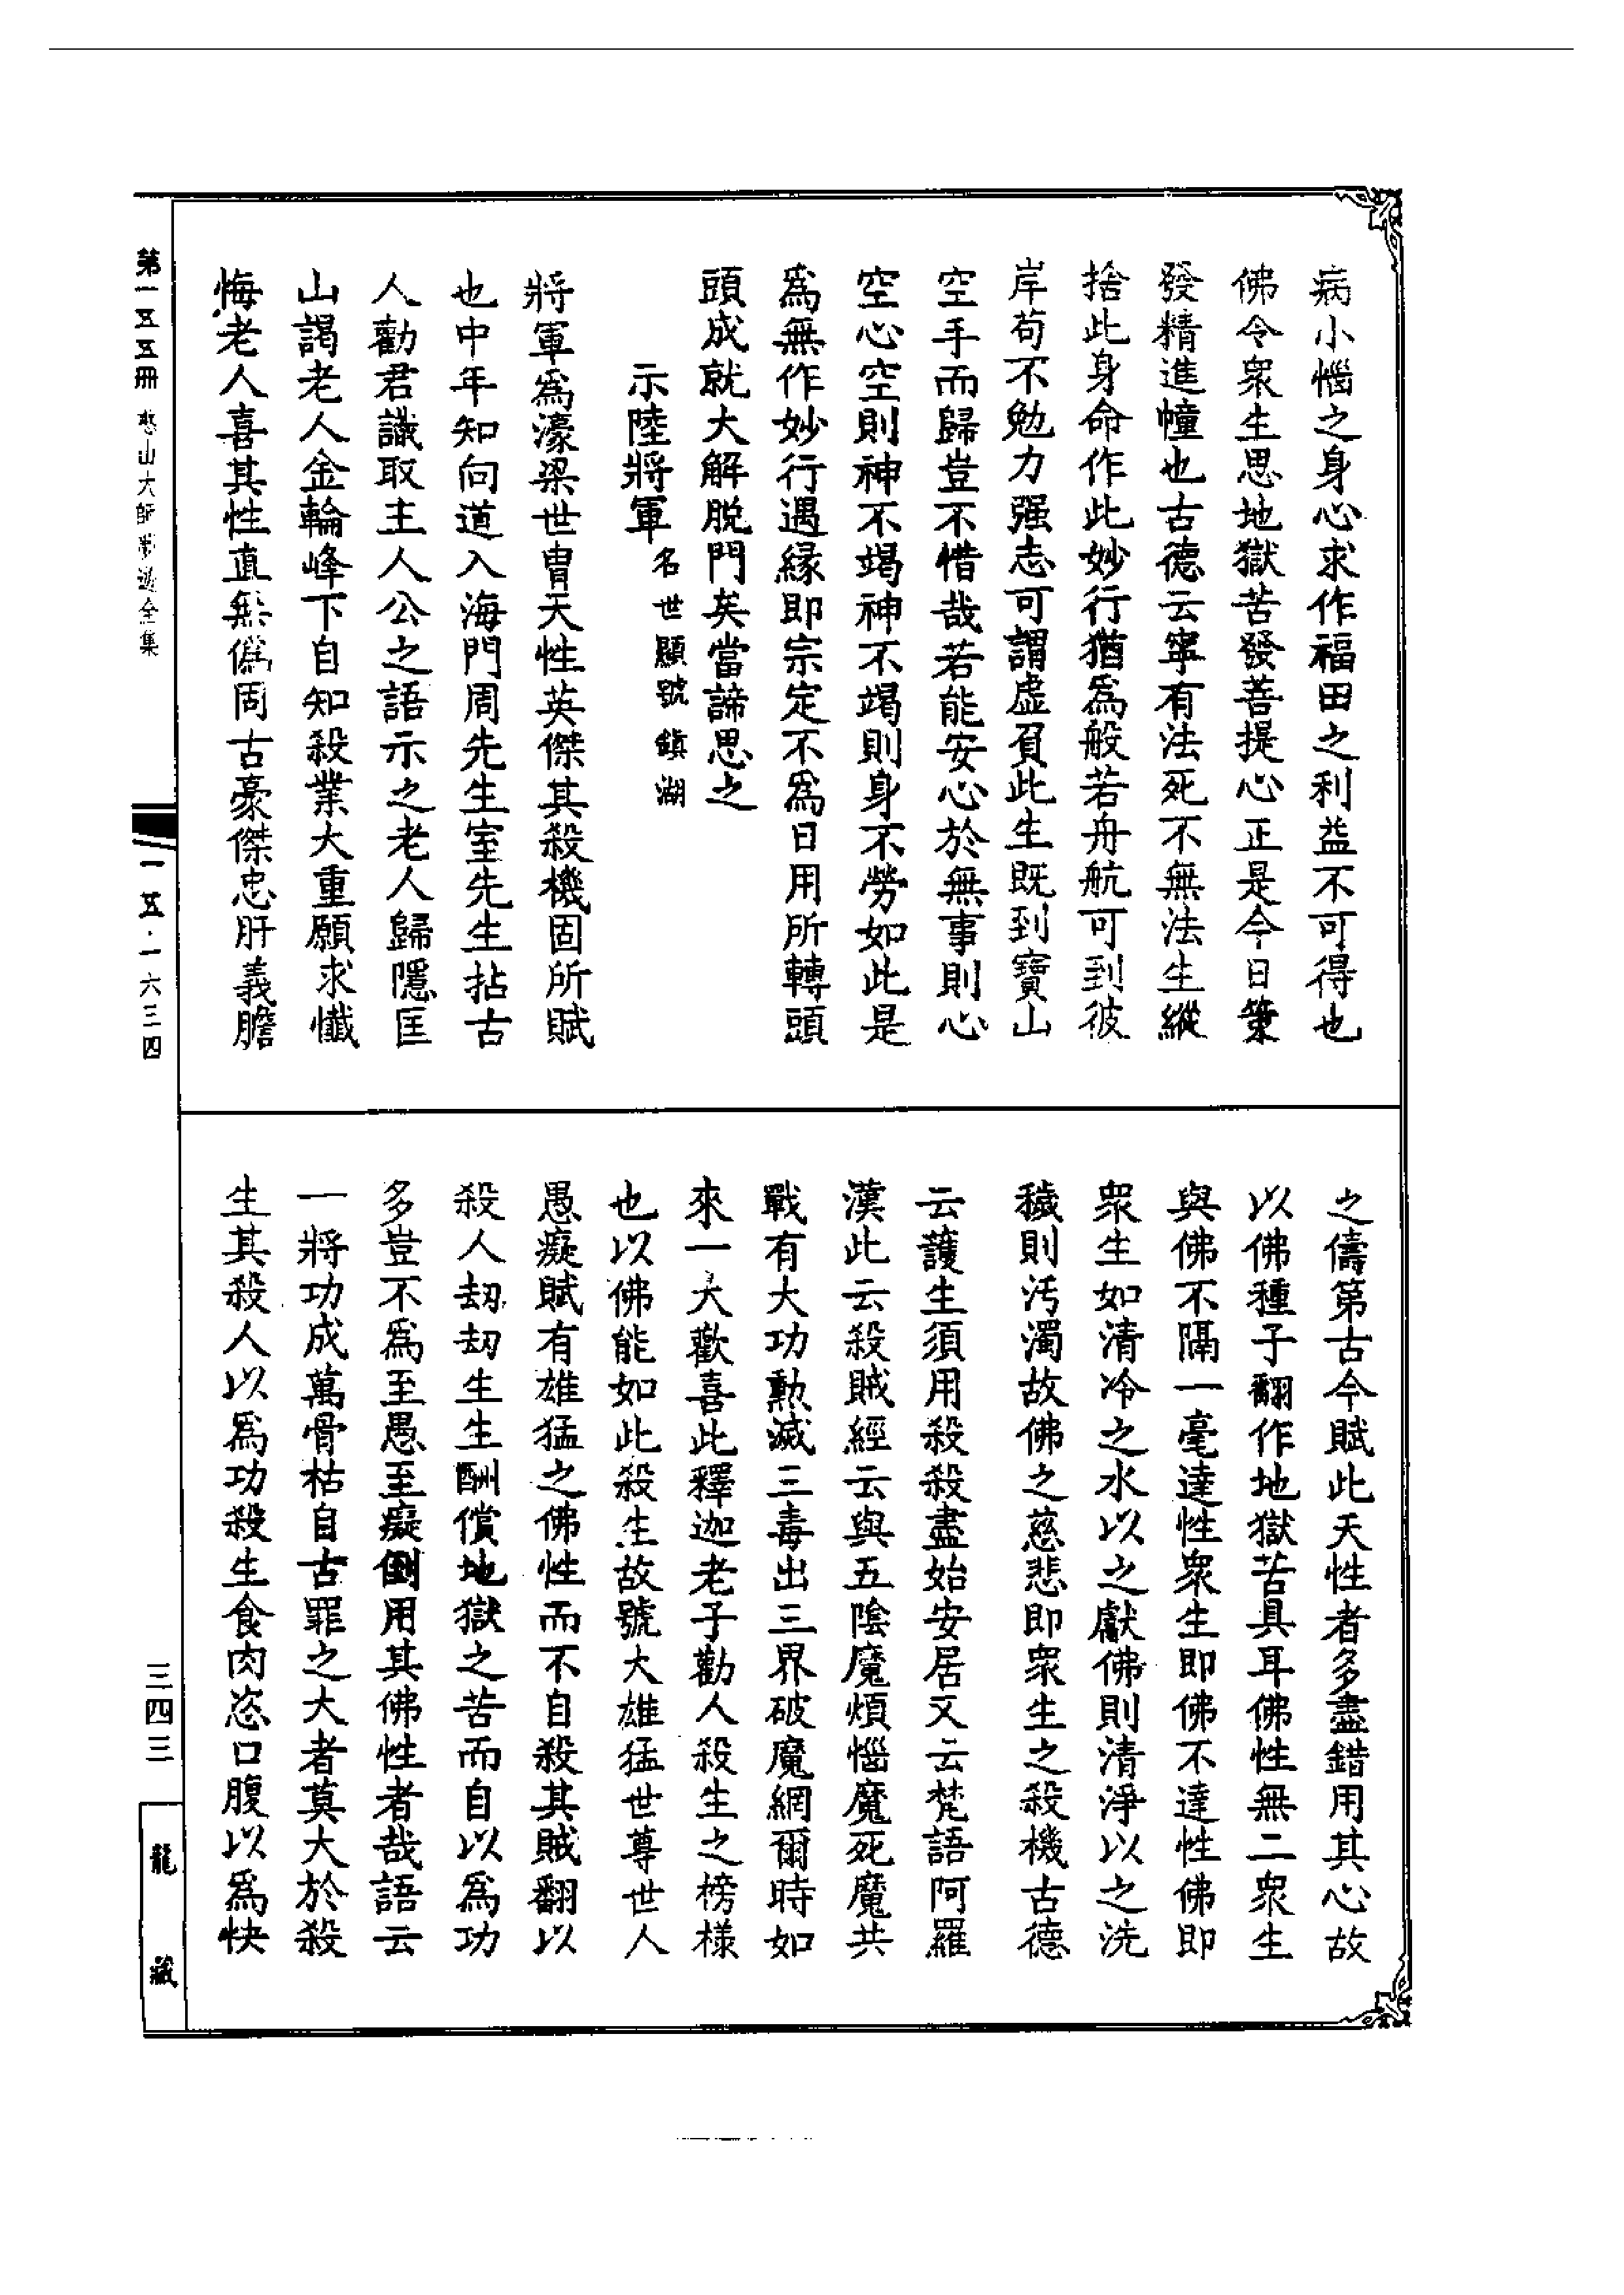 病小惱之身心求作福田之利益不可得也
佛令衆生思地獄苦發菩提心正是今日策
發精進幢也古德云寧有法死不無法生縱
捨此身命作此妙行猶爲般若舟航可到彼
岸苟不勉力强志可謂虛負此生旣到寶山
空手而歸豈不惜哉若能安心於無事則心
空心空則神不竭神不竭則身不勞如此是
爲無作妙行遇緣即宗定不爲日用所轉頭
頭成就大解脫門矣當諦思之
示陸將軍 名世顯號鎮湖
將軍爲濠梁世胄天性英傑其殺機固所賦
也中年知向道入海門周先生室先生拈古
人勸君識取主人公之語示之老人歸隱匡
山謁老人金輪峰下自知殺業大重願求懺
悔老人喜其性直無僞固古豪傑忠肝義膽
之儔第古今賦此天性者多盡錯用其心故
以佛種子翻作地獄苦具耳佛性無二衆生
與佛不隔一毫達性衆生即佛不達性佛即
衆生如清冷之水以之獻佛則清淨以之洗
穢則汚濁故佛之慈悲即衆生之殺機古德
云護生須用殺殺盡始安居又云梵語阿羅
漢此云殺賊經云與五陰魔煩惱魔死魔共
戰有大功勲滅三毒出三界破魔網爾時如
來一大歡喜此釋迦老子勸人殺生之榜樣
也以佛能如此殺生故號大雄猛世尊世人
愚癡賦有雄猛之佛性而不自殺其賊翻以
殺人劫劫生生酬償地獄之苦而自以爲功
多豈不爲至愚至癡倒用其佛性者哉語云
一將功成萬骨枯自古罪之大者莫大於殺
生其殺人以爲功殺生食肉恣口腹以爲快
第一五五冊 憨山大師夢遊全集
一五·一六三四
三四三
龍藏